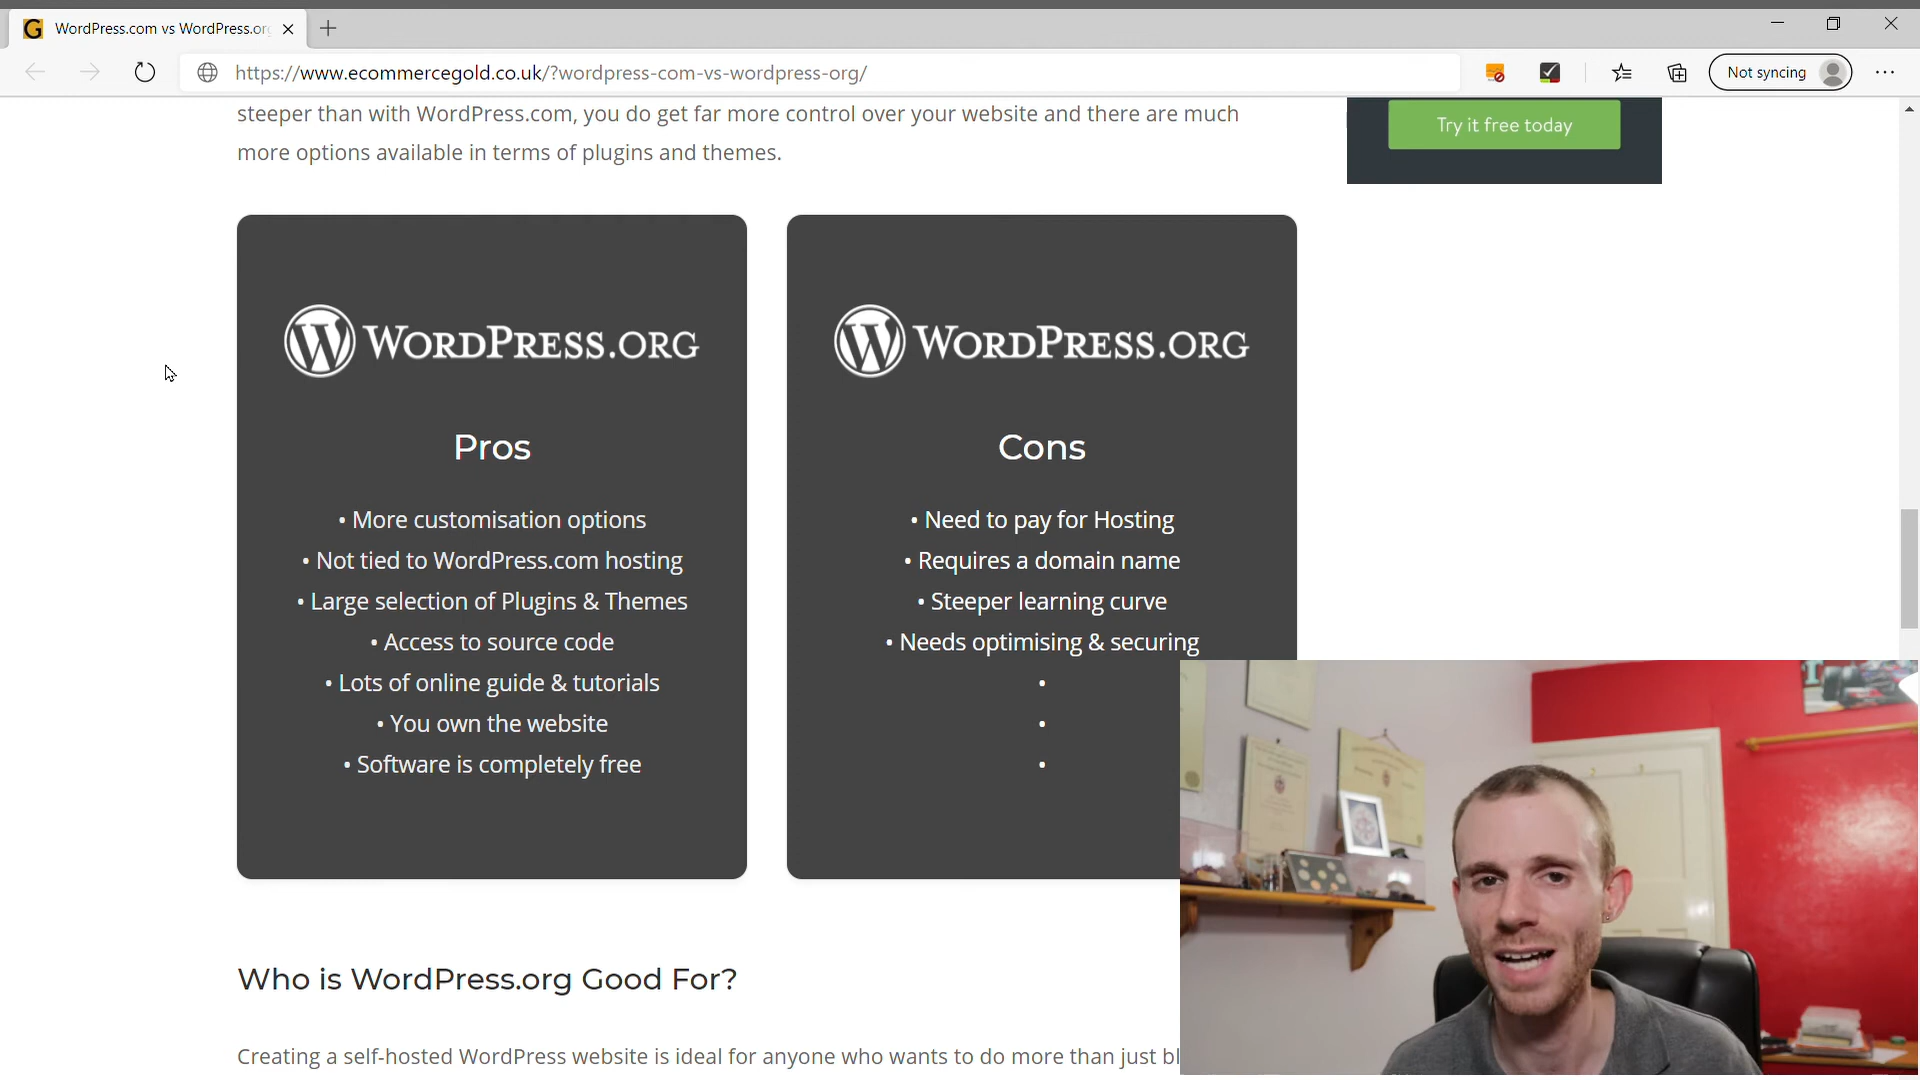 WordPress.com vs WordPress.org
https://www.ecommercegold.co.uk/?wordpress-com-vs-wordpress-org/
Not syncing
steeper than with WordPress.com, you do get far more control over your website and there are much
more options available in terms of plugins and themes.
Try it free today
WORDPRESS.ORG
Pros
• More customisation options
• Not tied to WordPress.com hosting
• Large selection of Plugins & Themes
• Access to source code
• Lots of online guide & tutorials
• You own the website
• Software is completely free
WORDPRESS.ORG
Cons
• Need to pay for Hosting
• Requires a domain name
• Steeper learning curve
• Needs optimising & securing
•
•
•
Who is WordPress.org Good For?
Creating a self-hosted WordPress website is ideal for anyone who wants to do more than just bl